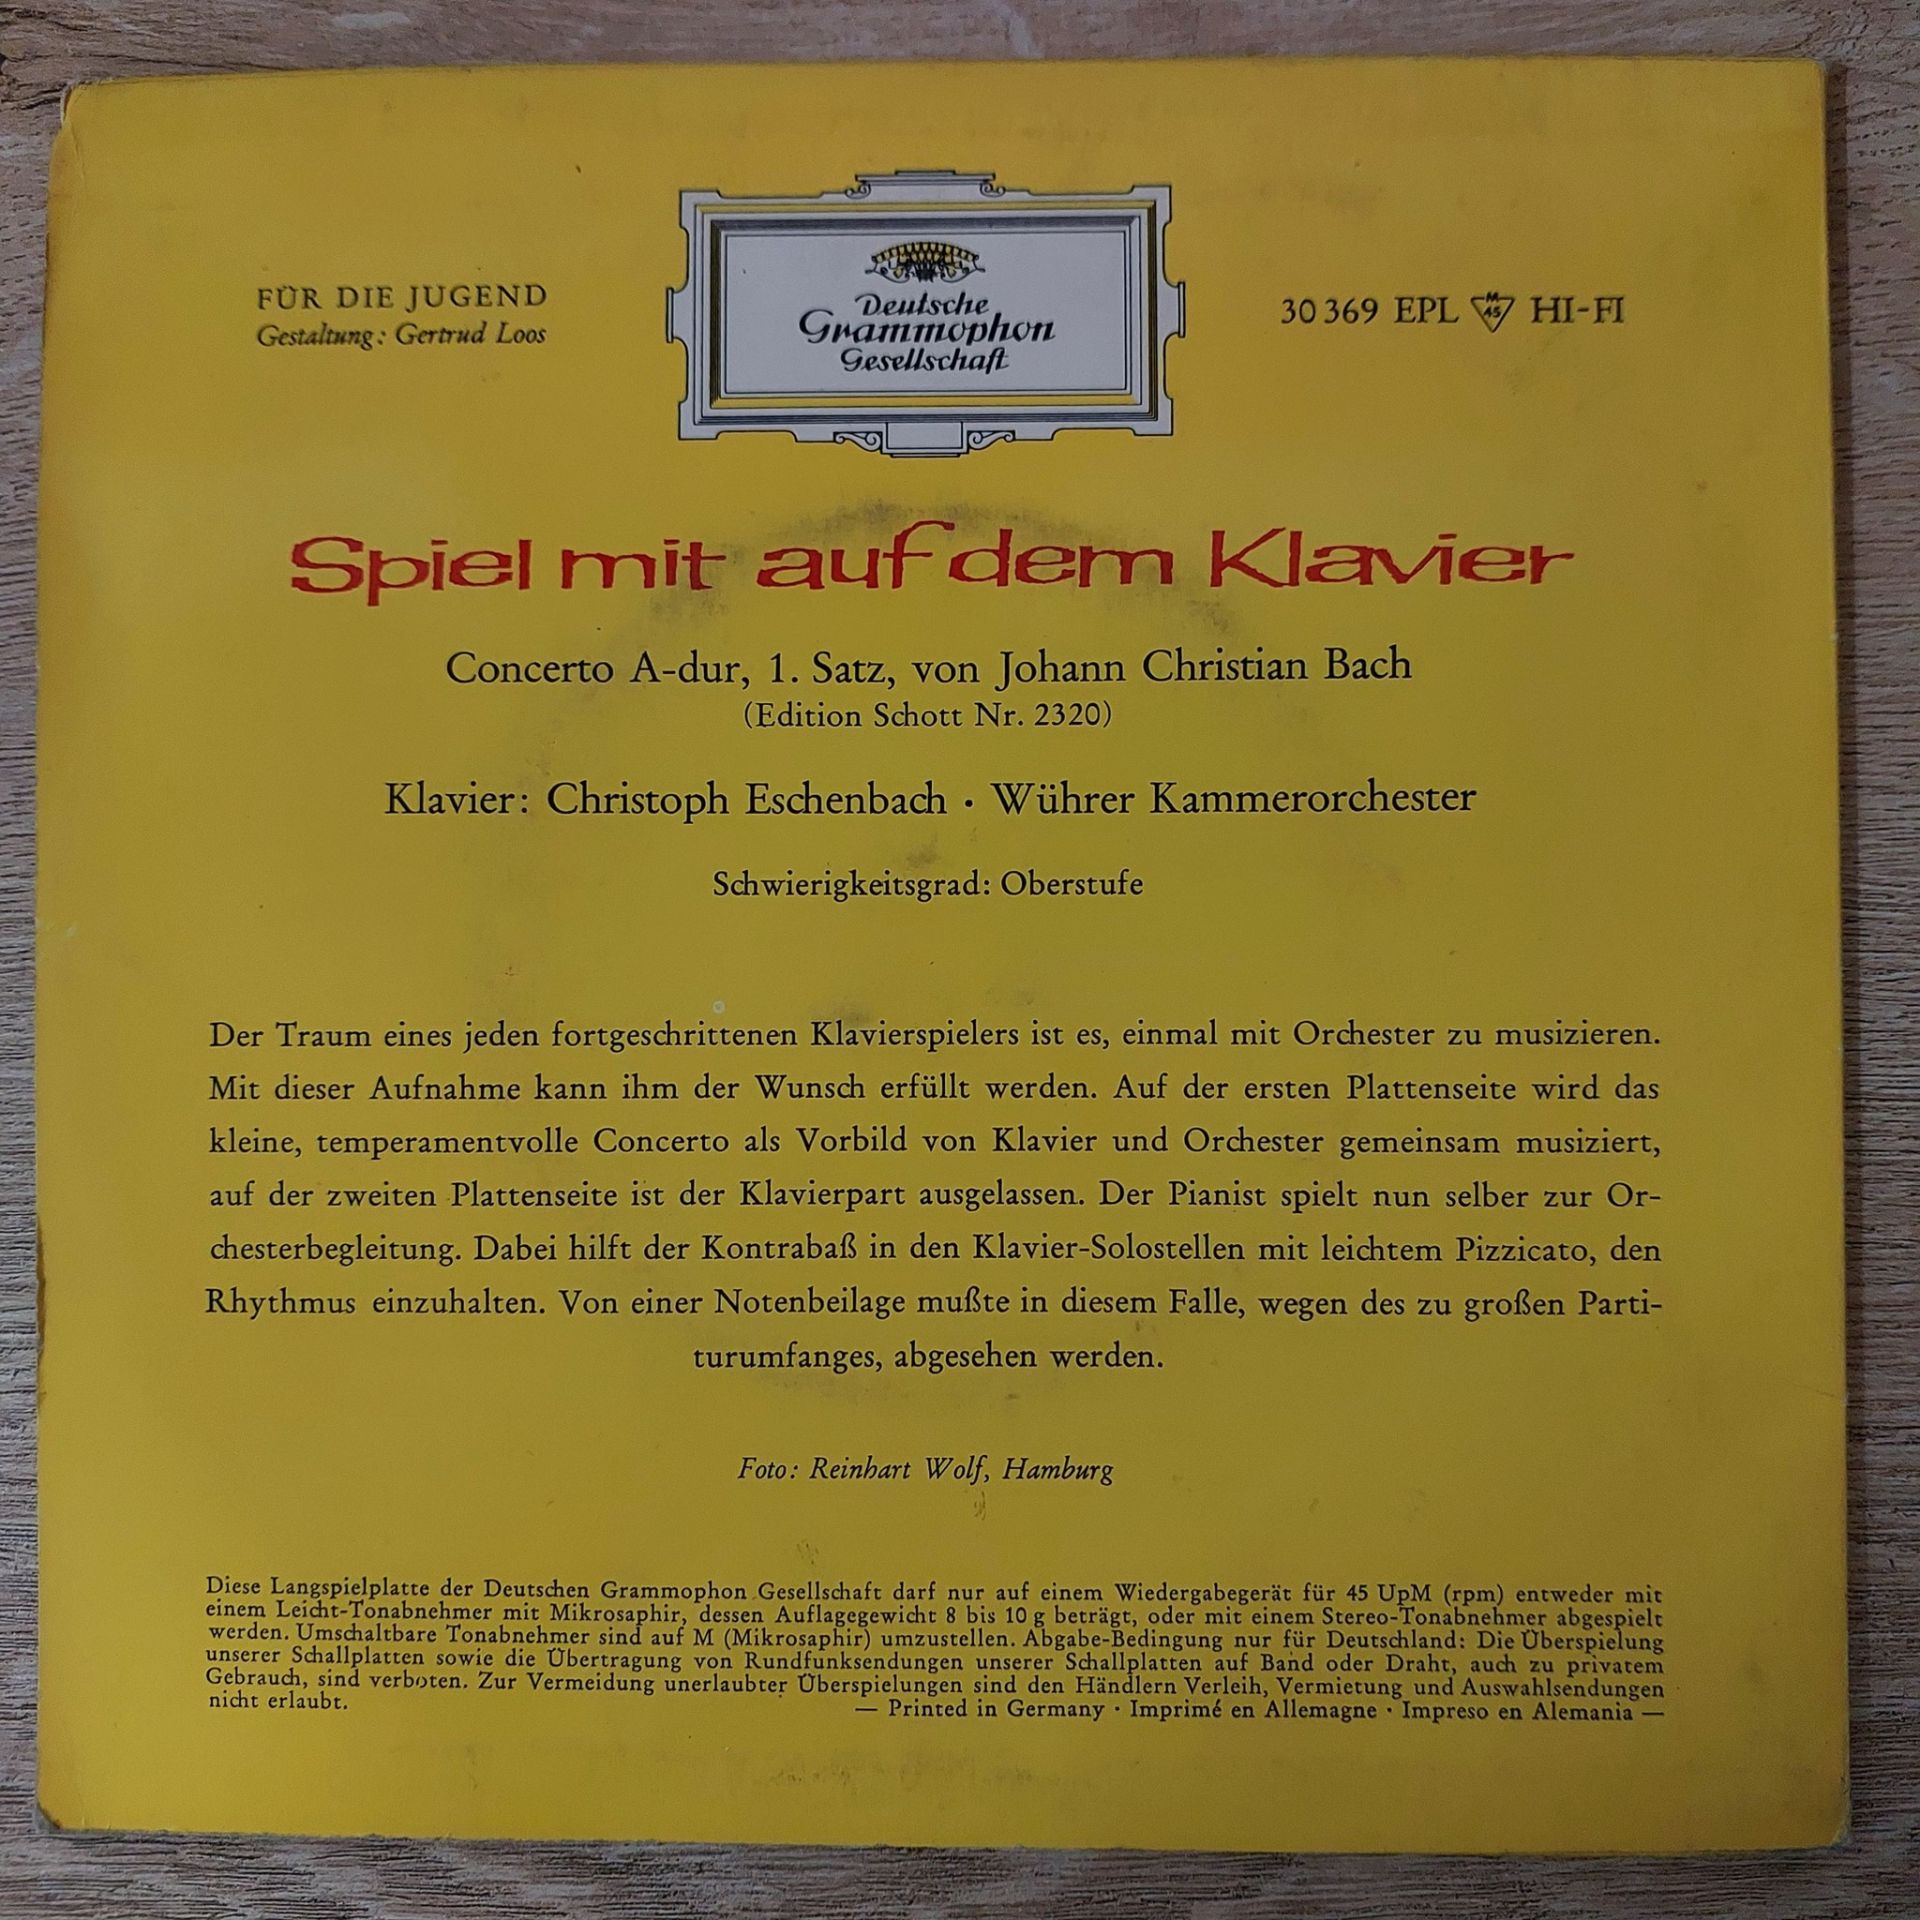 FÜR DIE JUGEND
Gestaltung: Gertrud Loos
Deutsche
Grammophon
Gesellschaft
30 369 EPL M 45 HI-FI
Spiel mit auf dem Klavier
Concerto A-dur, 1. Satz, von Johann Christian Bach
(Edition Schott Nr. 2320)
Klavier: Christoph Eschenbach · Wührer Kammerorchester
Schwierigkeitsgrad: Oberstufe
Der Traum eines jeden fortgeschrittenen Klavierspielers ist es, einmal mit Orchester zu musizieren.
Mit dieser Aufnahme kann ihm der Wunsch erfüllt werden. Auf der ersten Plattenseite wird das
kleine, temperamentvolle Concerto als Vorbild von Klavier und Orchester gemeinsam musiziert,
auf der zweiten Plattenseite ist der Klavierpart ausgelassen. Der Pianist spielt nun selber zur Or-
chesterbegleitung. Dabei hilft der Kontrabaß in den Klavier-Solostellen mit leichtem Pizzicato, den
Rhythmus einzuhalten. Von einer Notenbeilage mußte in diesem Falle, wegen des zu großen Parti-
turumfanges, abgesehen werden.
Foto: Reinhart Wolf, Hamburg
Diese Langspielplatte der Deutschen Grammophon Gesellschaft darf nur auf einem Wiedergabegerät für 45 UpM (rpm) entweder mit
einem Leicht-Tonabnehmer mit Mikrosaphir, dessen Auflagegewicht 8 bis 10 g beträgt, oder mit einem Stereo-Tonabnehmer abgespielt
werden. Umschaltbare Tonabnehmer sind auf M (Mikrosaphir) umzustellen. Abgabe-Bedingung nur für Deutschland: Die Überspielung
unserer Schallplatten sowie die Übertragung von Rundfunksendungen unserer Schallplatten auf Band oder Draht, auch zu privatem
Gebrauch, sind verboten. Zur Vermeidung unerlaubter Überspielungen sind den Händlern Verleih, Vermietung und Auswahlsendungen
nicht erlaubt.
— Printed in Germany · Imprimé en Allemagne · Impreso en Alemania —